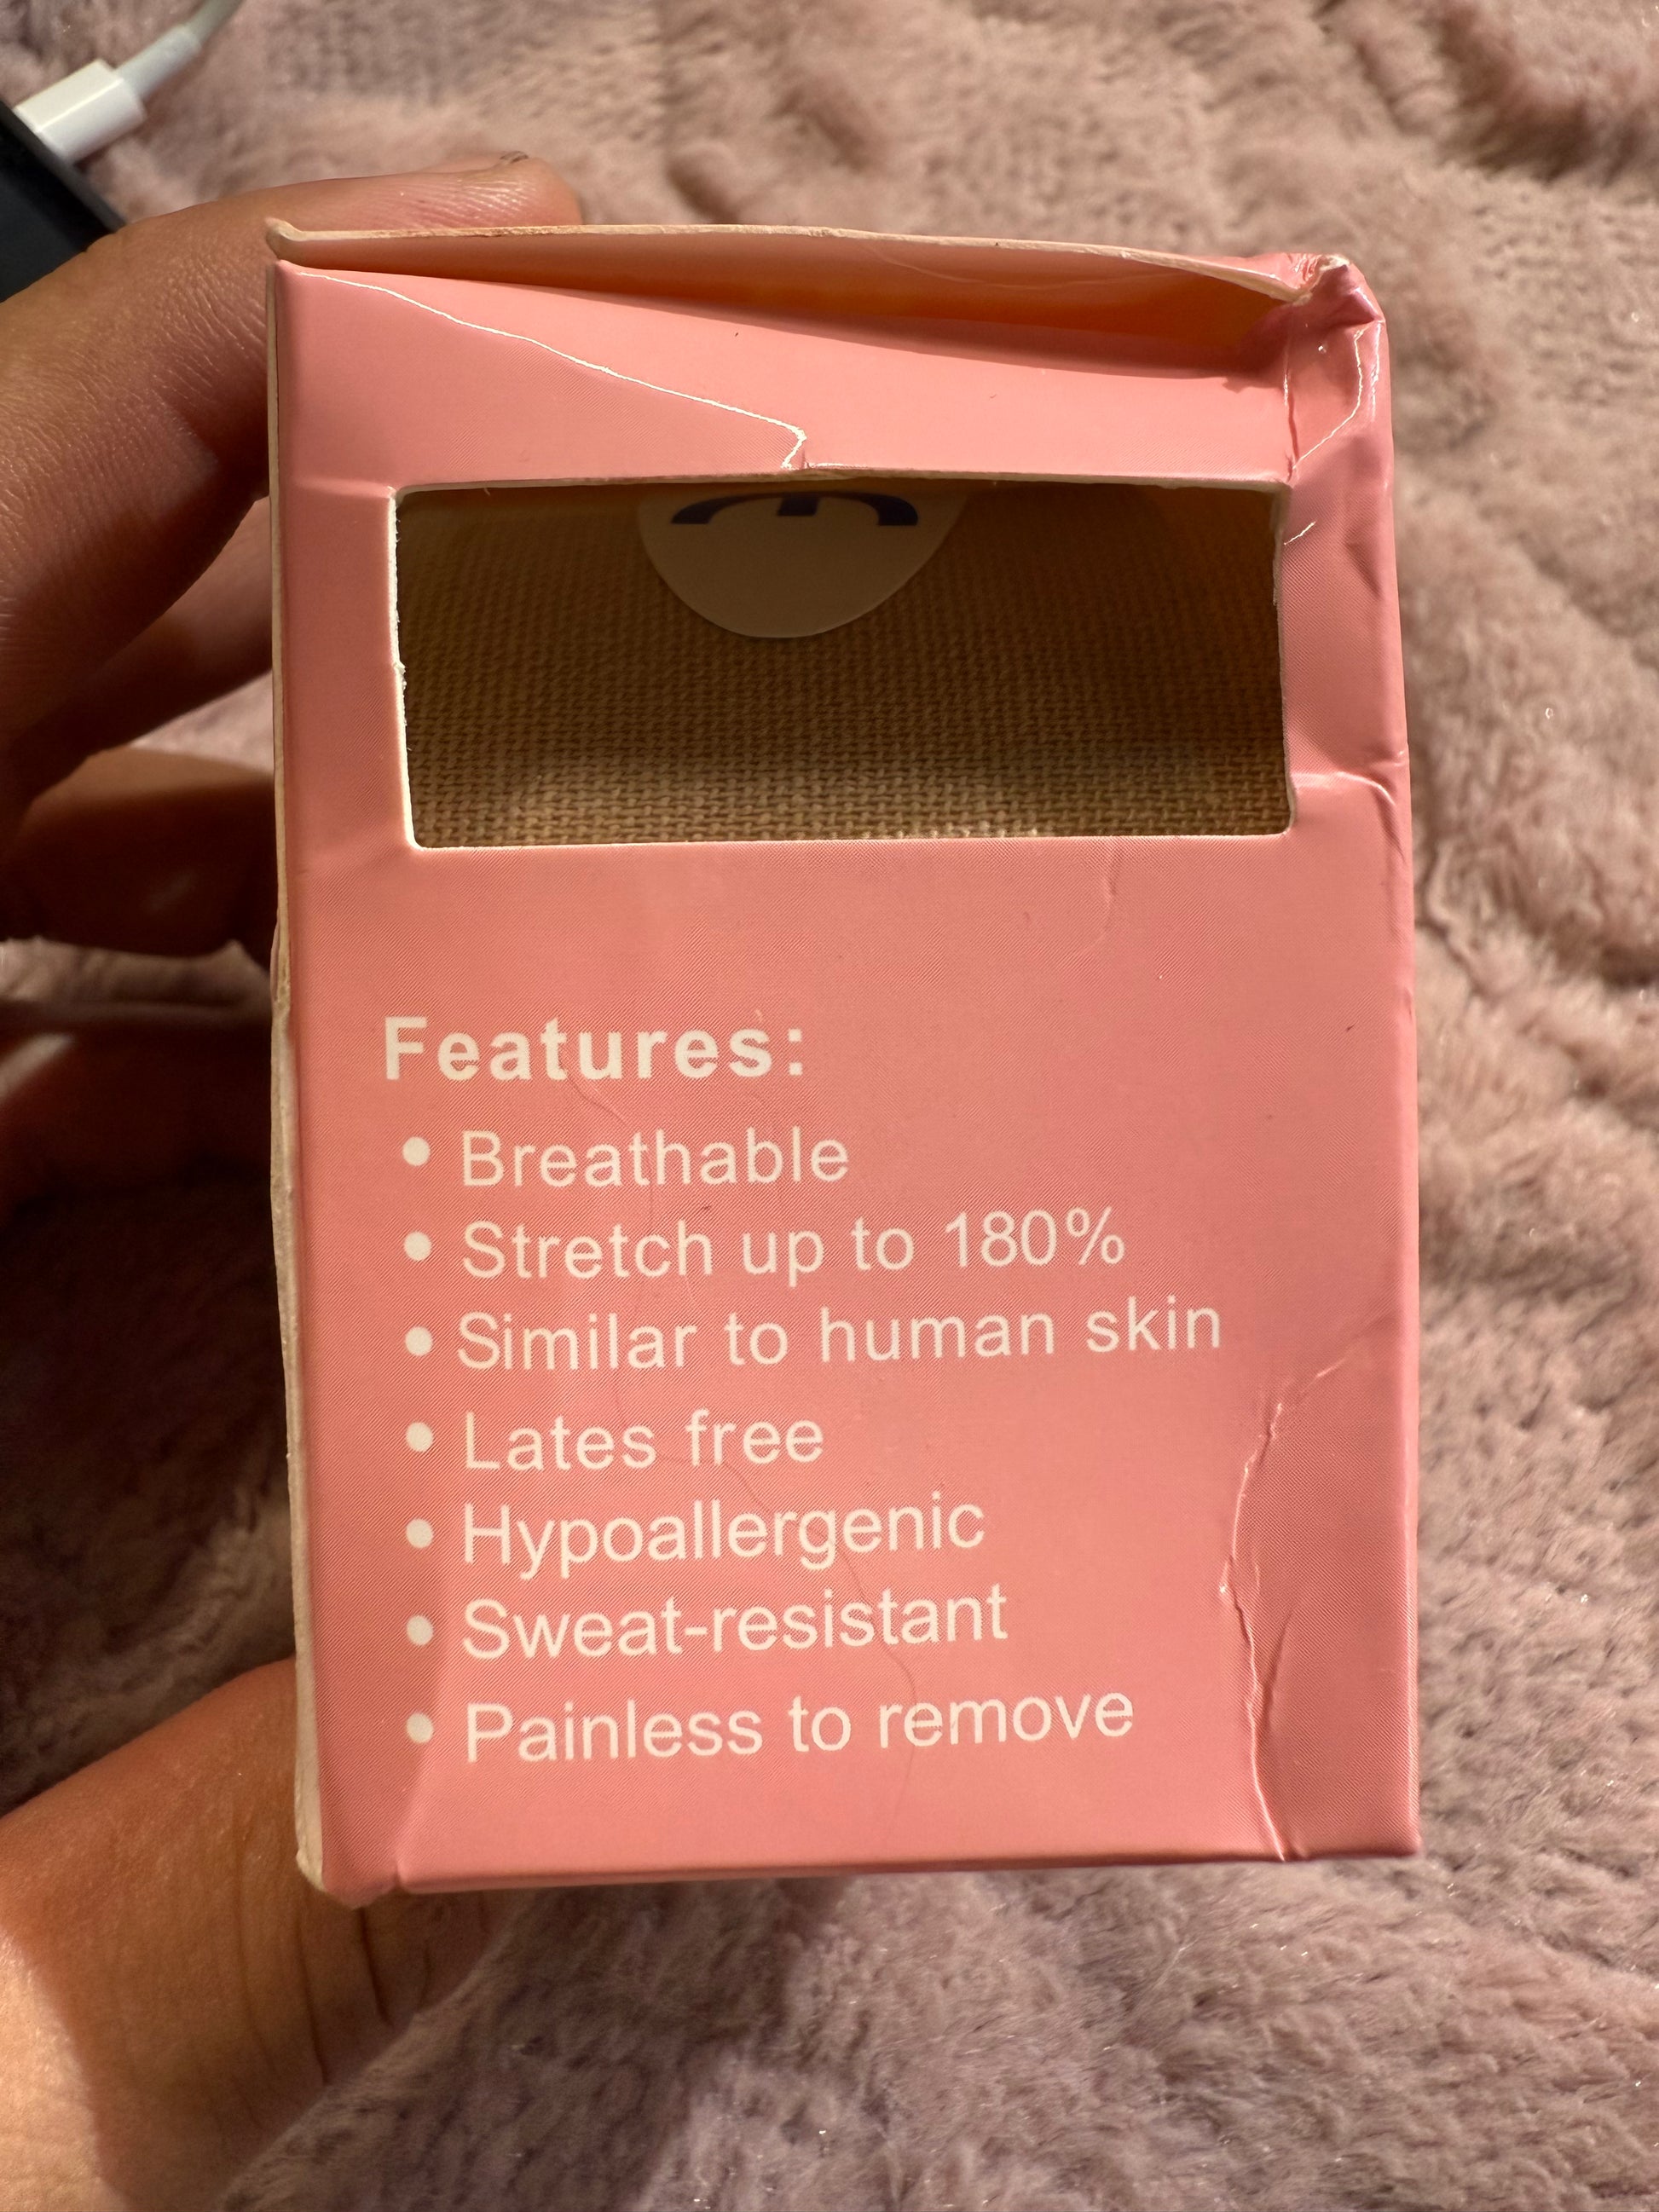 Features:
• Breathable
• Stretch up to 180%
• Similar to human skin
• Lates free
• Hypoallergenic
• Sweat-resistant
• Painless to remove